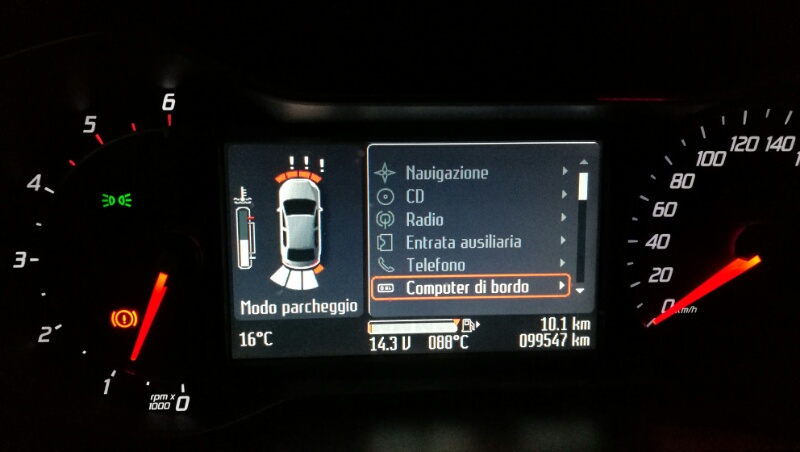 6
5
4
3
2
1
0
rpm x
1000
! ! !
Modo parcheggio
16°C
Navigazione
CD
Radio
Entrata ausiliaria
Telefono
Computer di bordo
14.3 V 088°C
10.1 km
099547 km
0
20
40
60
80
100
120
140
km/h